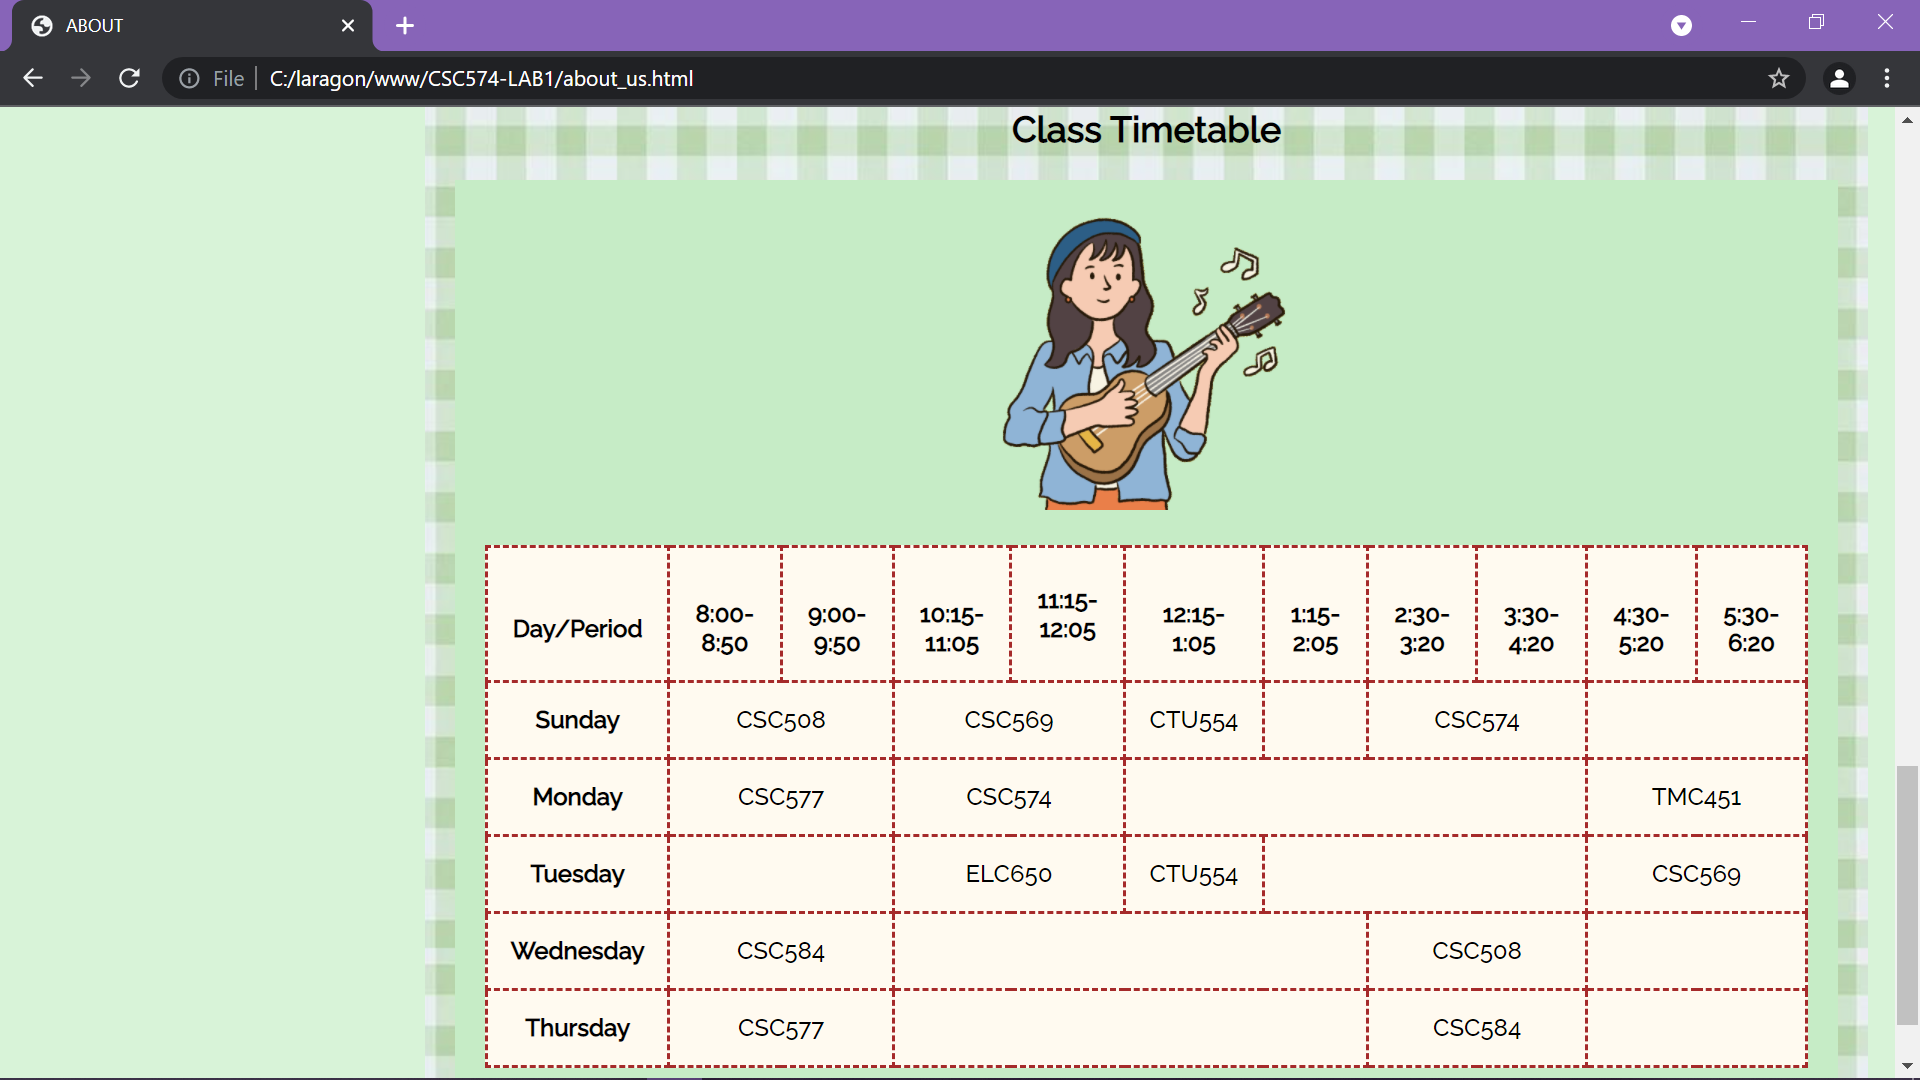 ABOUT
File
C:/laragon/www/CSC574-LAB1/about_us.html
Class Timetable
Day/Period 8:00-8:50 9:00-9:50 10:15-11:05 11:15-12:05 12:15-1:05 1:15-2:05 2:30-3:20 3:30-4:20 4:30-5:20 5:30-6:20
Sunday CSC508 CSC569 CTU554 CSC574
Monday CSC577 CSC574 TMC451
Tuesday ELC650 CTU554 CSC569
Wednesday CSC584 CSC508
Thursday CSC577 CSC584